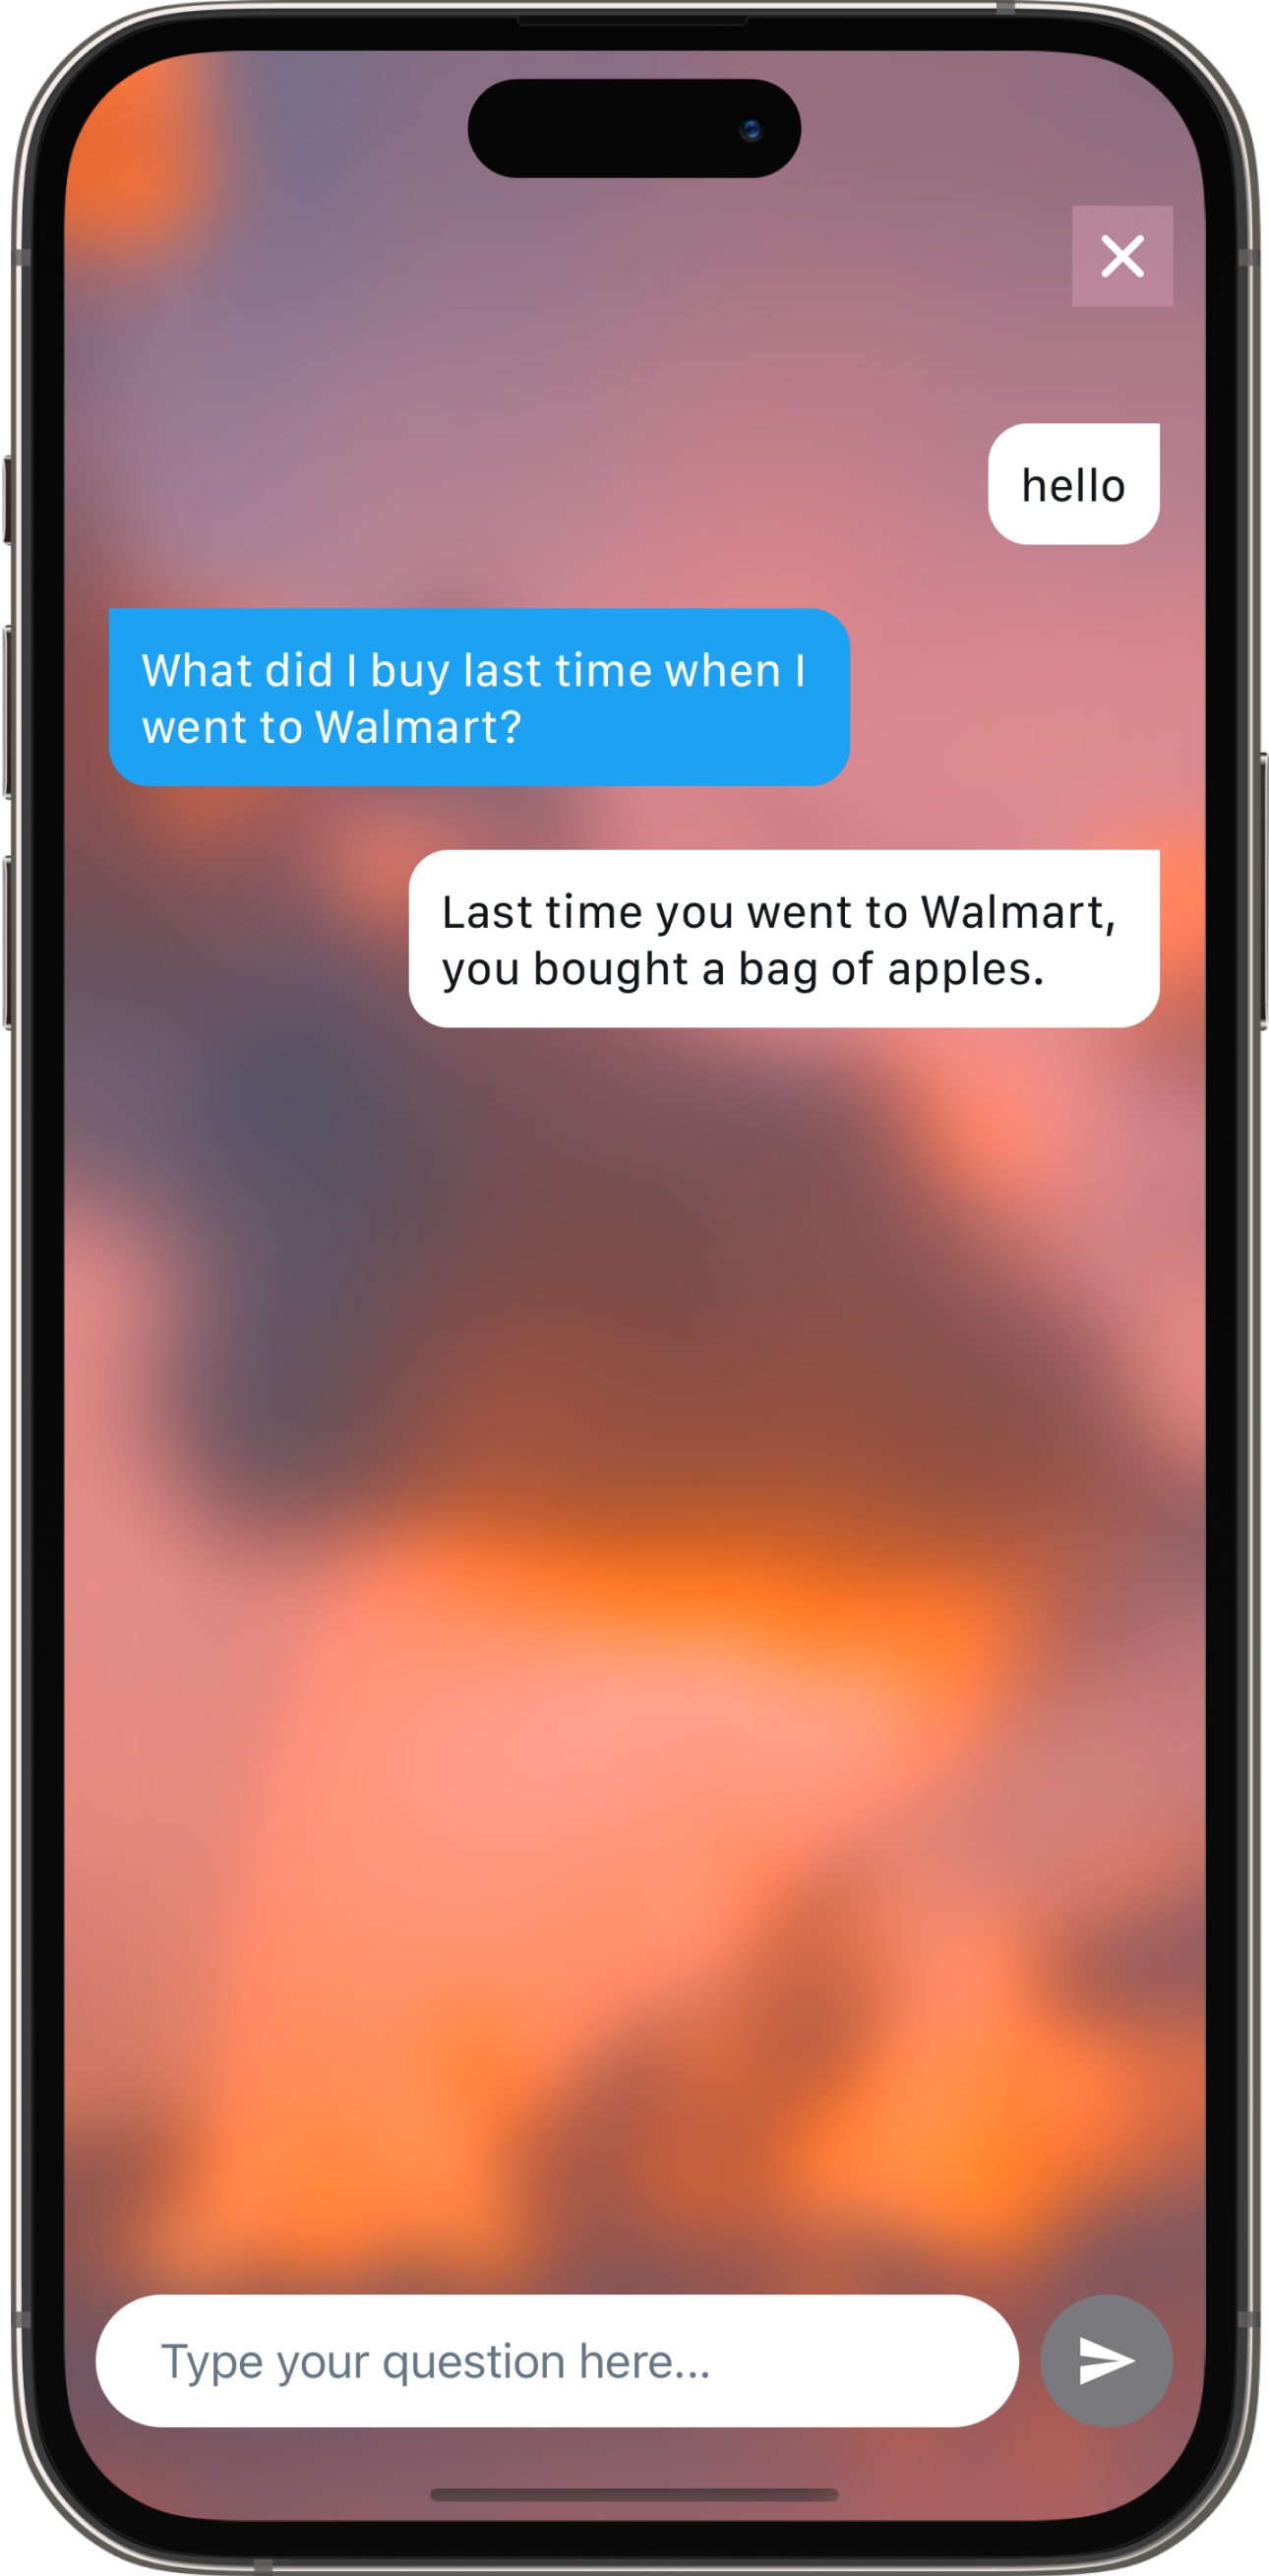 hello
What did I buy last time when I
went to Walmart?
Last time you went to Walmart,
you bought a bag of apples.
Type your question here...